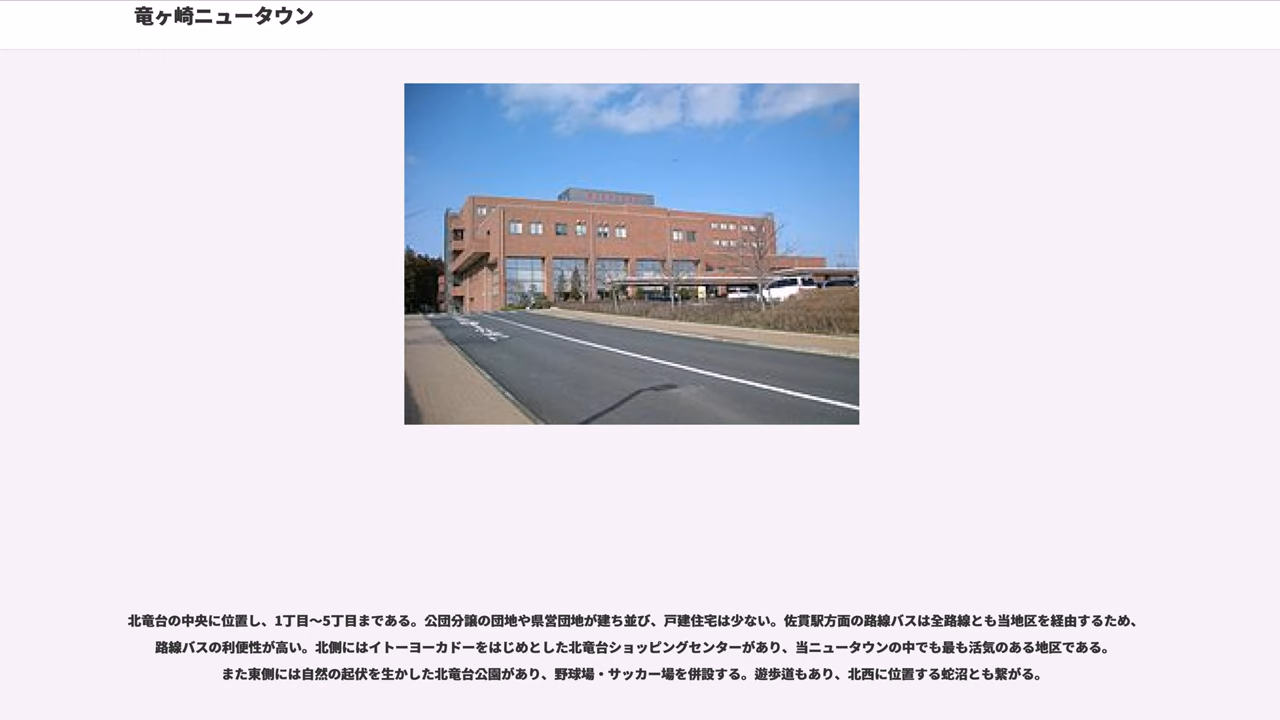 竜ヶ崎ニュータウン
北竜台の中央に位置し、1丁目〜5丁目まである。公団分譲の団地や県営団地が建ち並び、戸建住宅は少ない。佐貫駅方面の路線バスは全路線とも当地区を経由するため、
路線バスの利便性が高い。北側にはイトーヨーカドーをはじめとした北竜台ショッピングセンターがあり、当ニュータウンの中でも最も活気のある地区である。
また東側には自然の起伏を生かした北竜台公園があり、野球場・サッカー場を併設する。遊歩道もあり、北西に位置する蛇沼とも繋がる。